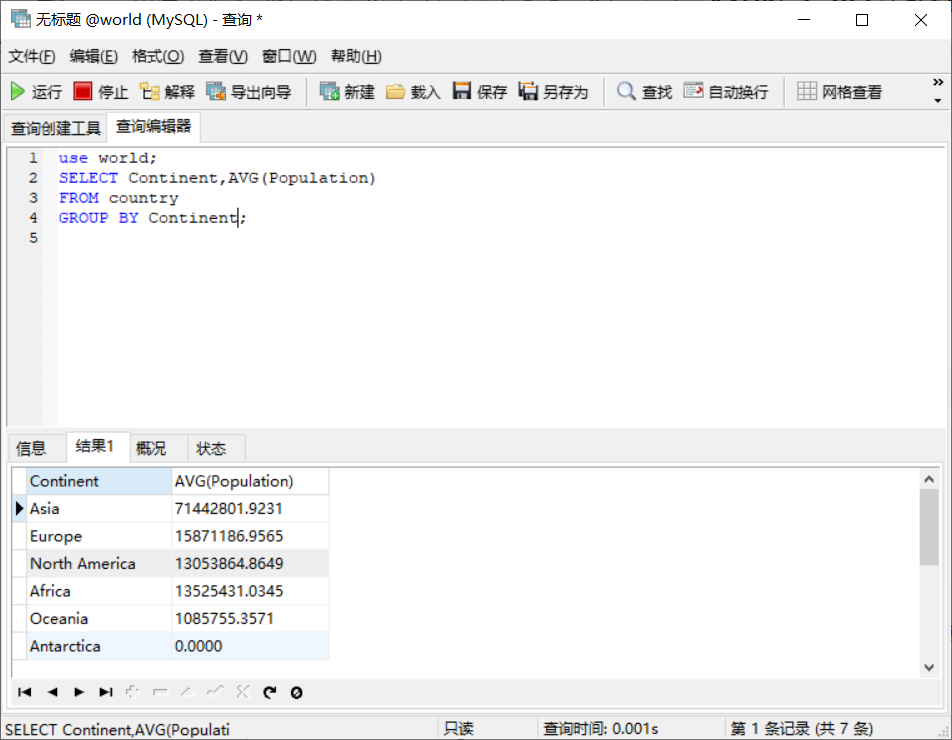 无标题 @world (MySQL) - 查询 *
文件(F) 编辑(E) 格式(O) 查看(V) 窗口(W) 帮助(H)
运行 停止 解释 导出向导 新建 载入 保存 另存为 查找 自动换行 网格查看 »
查询创建工具 查询编辑器
1 use world;
2 SELECT Continent,AVG(Population)
3 FROM country
4 GROUP BY Continent;
5
信息 结果1 概况 状态
Continent AVG(Population)
Asia 71442801.9231
Europe 15871186.9565
North America 13053864.8649
Africa 13525431.0345
Oceania 1085755.3571
Antarctica 0.0000
SELECT Continent,AVG(Populati 只读 查询时间: 0.001s 第 1 条记录 (共 7 条)